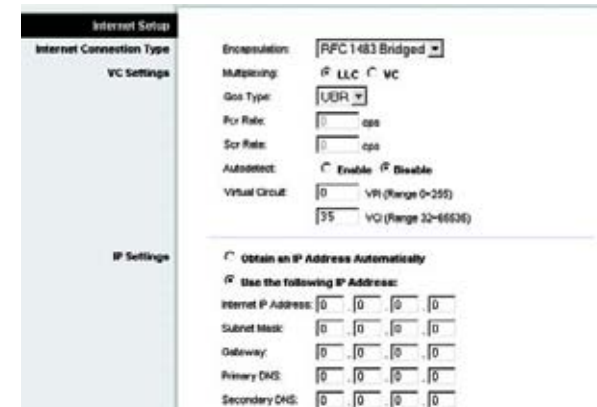 Internet Setup
Internet Connection Type
Encapsulation: RFC 1483 Bridged
VC Settings
Multiplexing: LLC VC
Qos Type: UBR
Pcr Rate: 0 cps
Scr Rate: 0 cps
Autodetect: Enable Disable
Virtual Circuit: 0 VPI (Range 0~255)
35 VCI (Range 32~65535)
IP Settings
Obtain an IP Address Automatically
Use the following IP Address:
Internet IP Address: 0 . 0 . 0 . 0
Subnet Mask: 0 . 0 . 0 . 0
Gateway: 0 . 0 . 0 . 0
Primary DNS: 0 . 0 . 0 . 0
Secondary DNS: 0 . 0 . 0 . 0